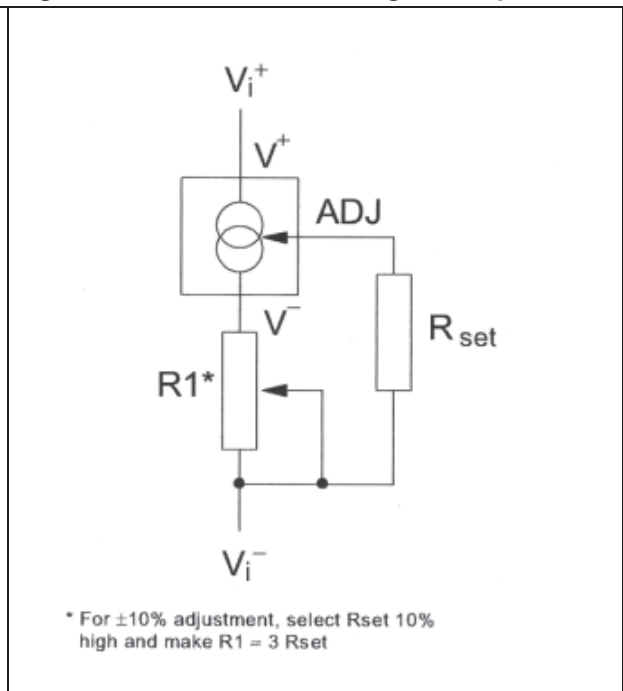 Vi+
V+
ADJ
V−
Rset
R1*
Vi−
* For ±10% adjustment, select Rset 10%
high and make R1 = 3 Rset